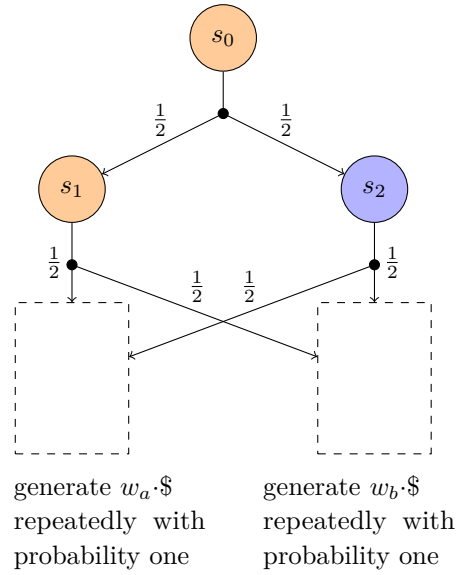 s₀
½ ½
s₁ s₂
½ ½ ½ ½
generate wₐ·$ generate w_b·$
repeatedly with repeatedly with
probability one probability one